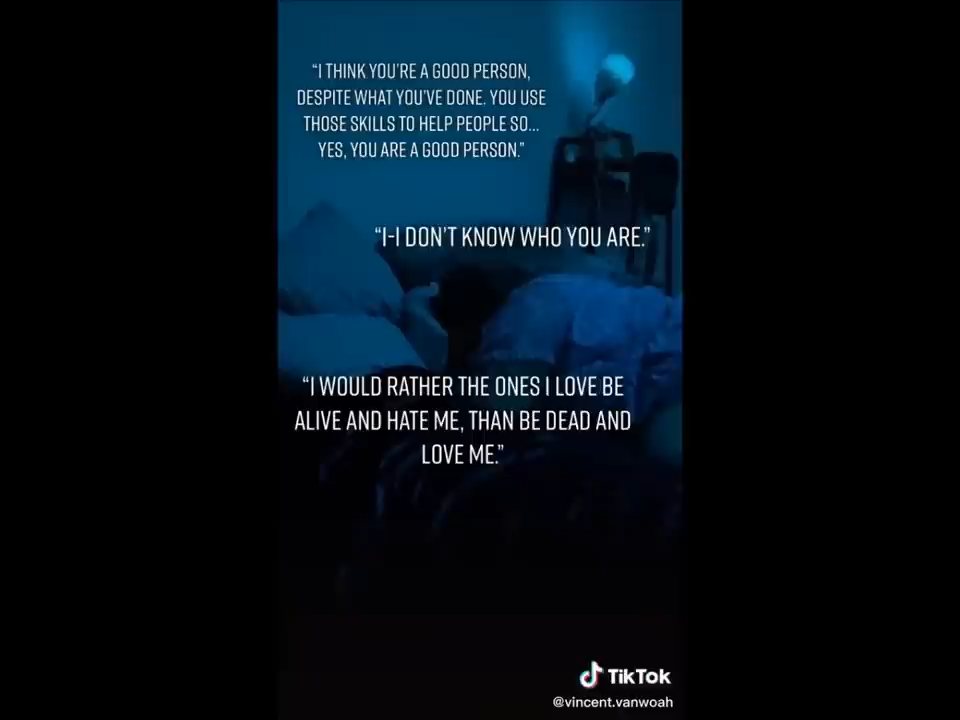 “I THINK YOU'RE A GOOD PERSON,
DESPITE WHAT YOU'VE DONE. YOU USE
THOSE SKILLS TO HELP PEOPLE SO...
YES, YOU ARE A GOOD PERSON.”
“I-I DON'T KNOW WHO YOU ARE.”
“I WOULD RATHER THE ONES I LOVE BE
ALIVE AND HATE ME, THAN BE DEAD AND
LOVE ME.”
TikTok
@vincent.vanwoah